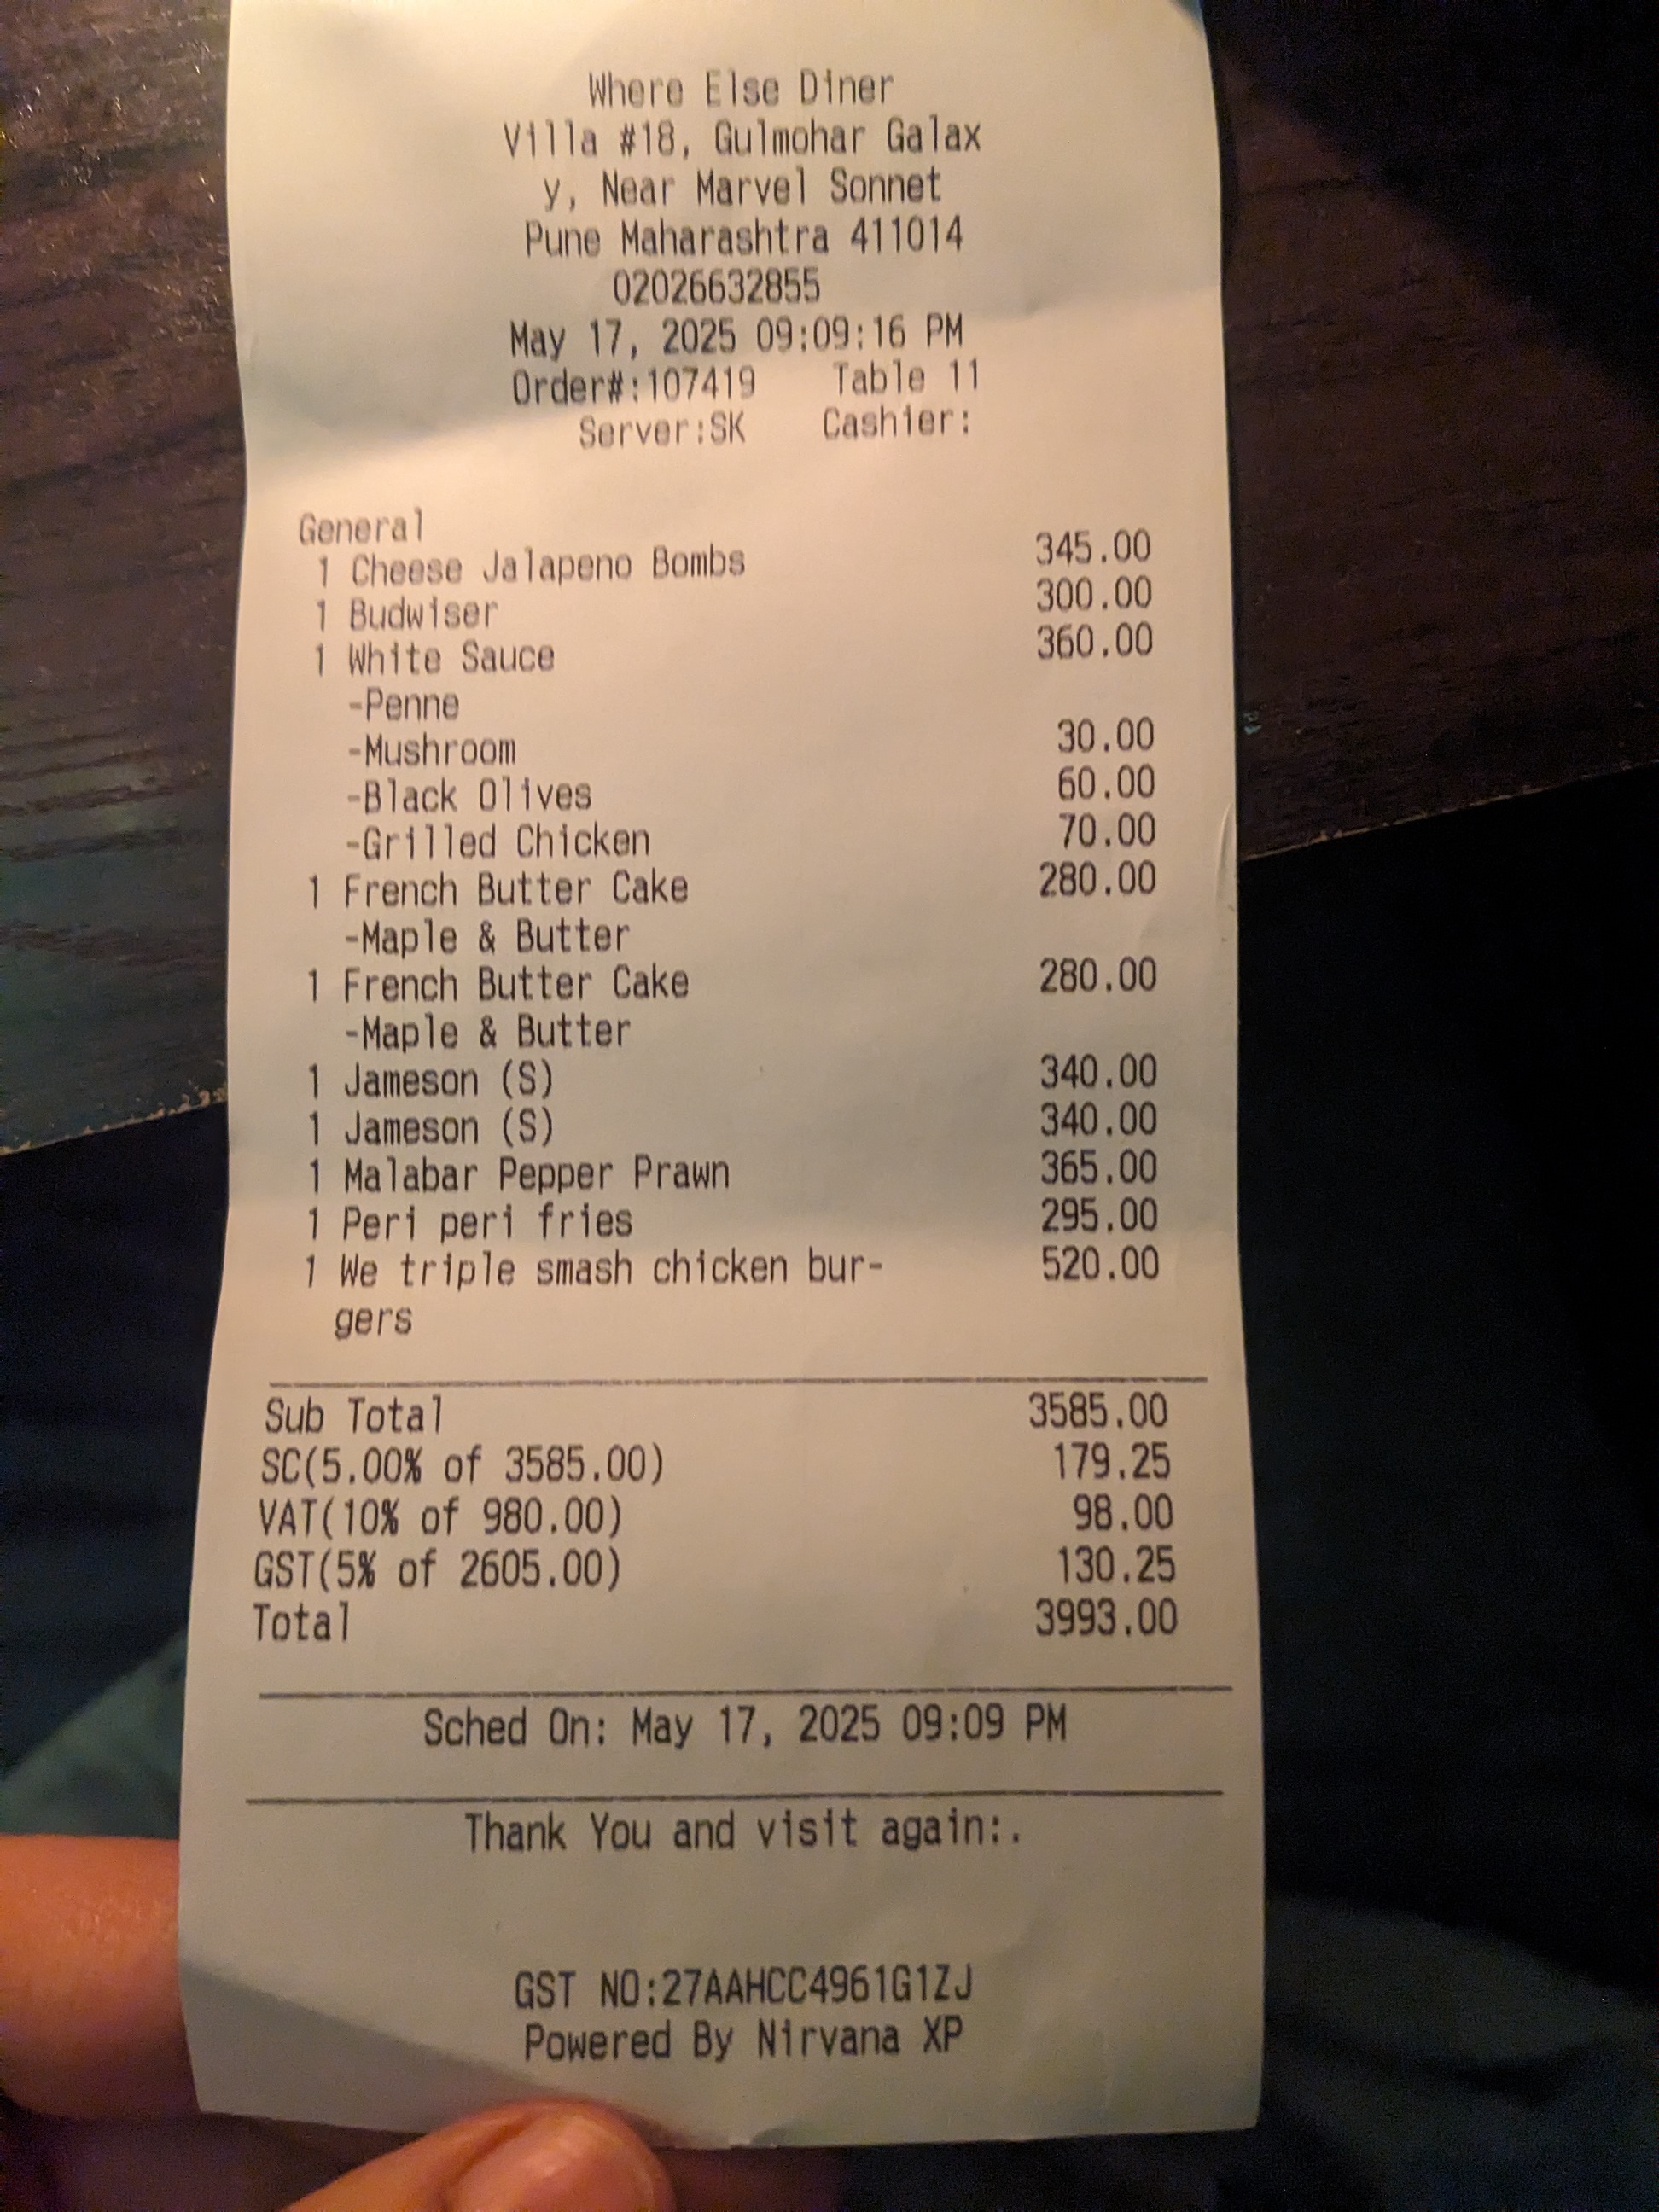 Where Else Diner
Villa #18, Gulmohar Galax
y, Near Marvel Sonnet
Pune Maharashtra 411014
02026632855
May 17, 2025 09:09:16 PM
Order#:107419 Table 11
Server:SK Cashier:
General
1 Cheese Jalapeno Bombs 345.00
1 Budwiser 300.00
1 White Sauce 360.00
-Penne
-Mushroom 30.00
-Black Olives 60.00
-Grilled Chicken 70.00
1 French Butter Cake 280.00
-Maple & Butter
1 French Butter Cake 280.00
-Maple & Butter
1 Jameson (S) 340.00
1 Jameson (S) 340.00
1 Malabar Pepper Prawn 365.00
1 Peri peri fries 295.00
1 We triple smash chicken bur- 520.00
gers
Sub Total 3585.00
SC(5.00% of 3585.00) 179.25
VAT(10% of 980.00) 98.00
GST(5% of 2605.00) 130.25
Total 3993.00
Sched On: May 17, 2025 09:09 PM
Thank You and visit again:.
GST NO:27AAHCC4961G1ZJ
Powered By Nirvana XP